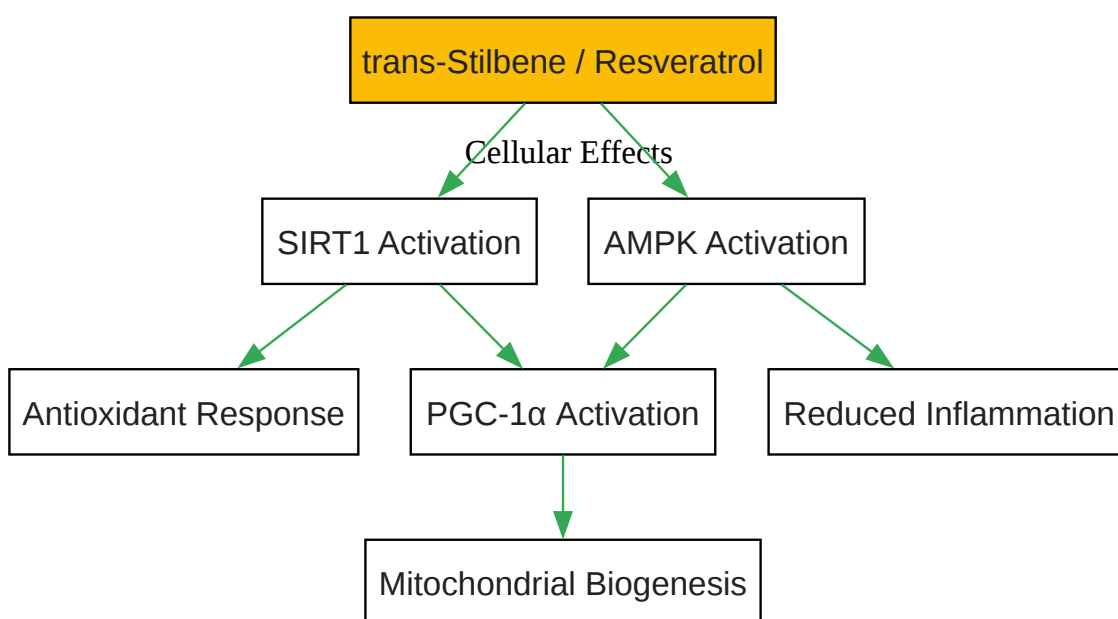 trans-Stilbene / Resveratrol
Cellular Effects
SIRT1 Activation
AMPK Activation
Antioxidant Response
PGC-1α Activation
Reduced Inflammation
Mitochondrial Biogenesis